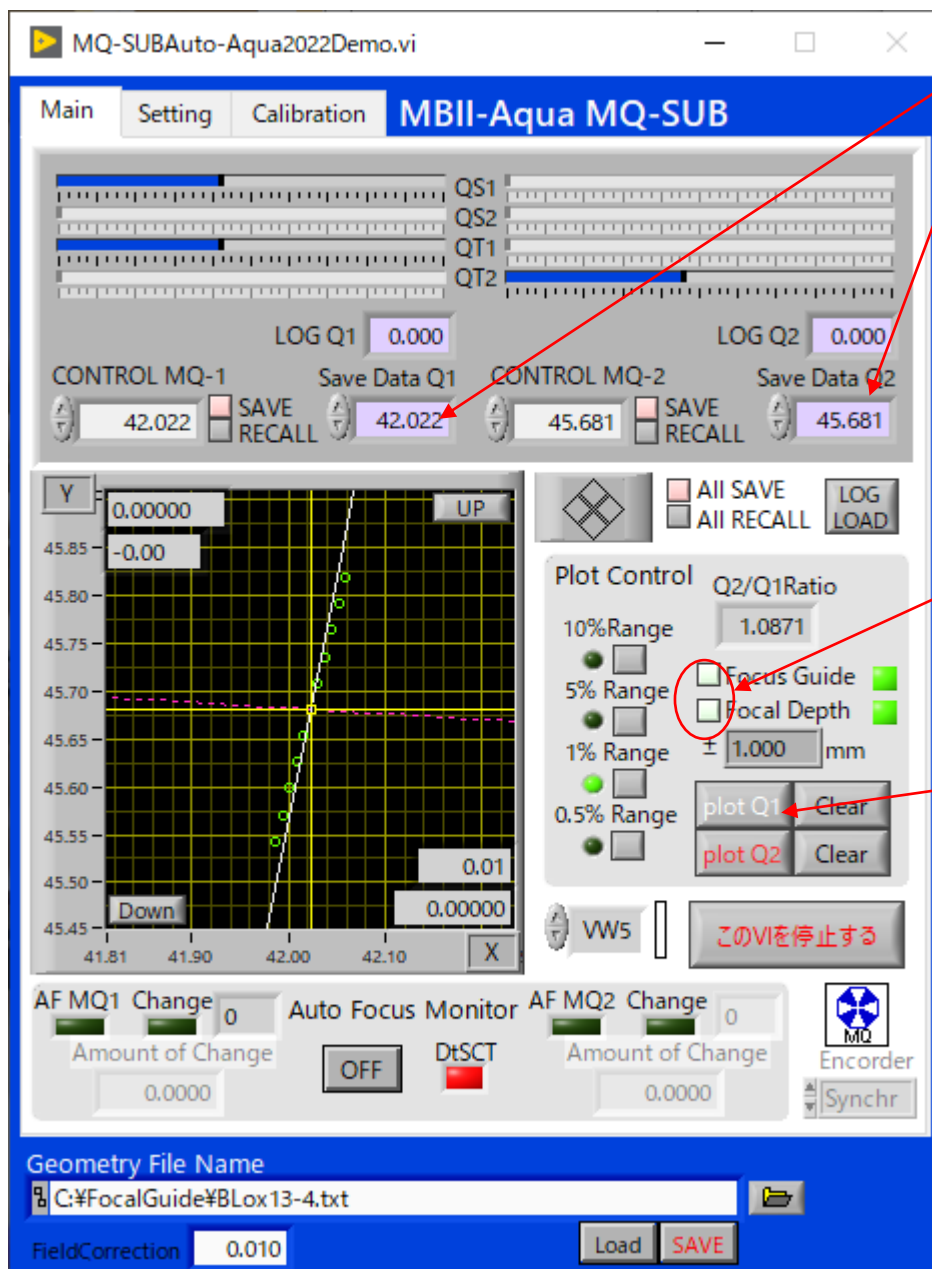 MQ-SUBAuto-Aqua2022Demo.vi
Main Setting Calibration MBII-Aqua MQ-SUB
QS1
QS2
QT1
QT2
LOG Q1 0.000 LOG Q2 0.000
CONTROL MQ-1 Save Data Q1 CONTROL MQ-2 Save Data Q2
42.022 SAVE RECALL 42.022 45.681 SAVE RECALL 45.681
Y 0.00000 UP
-0.00
45.85
45.80
45.75
45.70
45.65
45.60
45.55
45.50
45.45
0.01
Down 0.00000
41.81 41.90 42.00 42.10 X
All SAVE LOG
All RECALL LOAD
Plot Control Q2/Q1Ratio
10%Range 1.0871
5% Range Focus Guide
Focal Depth
1% Range ± 1.000 mm
0.5% Range plot Q1 Clear
plot Q2 Clear
VW5 このVIを停止する
AF MQ1 Change 0 Auto Focus Monitor AF MQ2 Change 0
MQ
Amount of Change OFF DtSCT Amount of Change Encorder
0.0000 0.0000 Synchr
Geometry File Name
C:¥FocalGuide¥BLox13-4.txt
FieldCorrection 0.010 Load SAVE